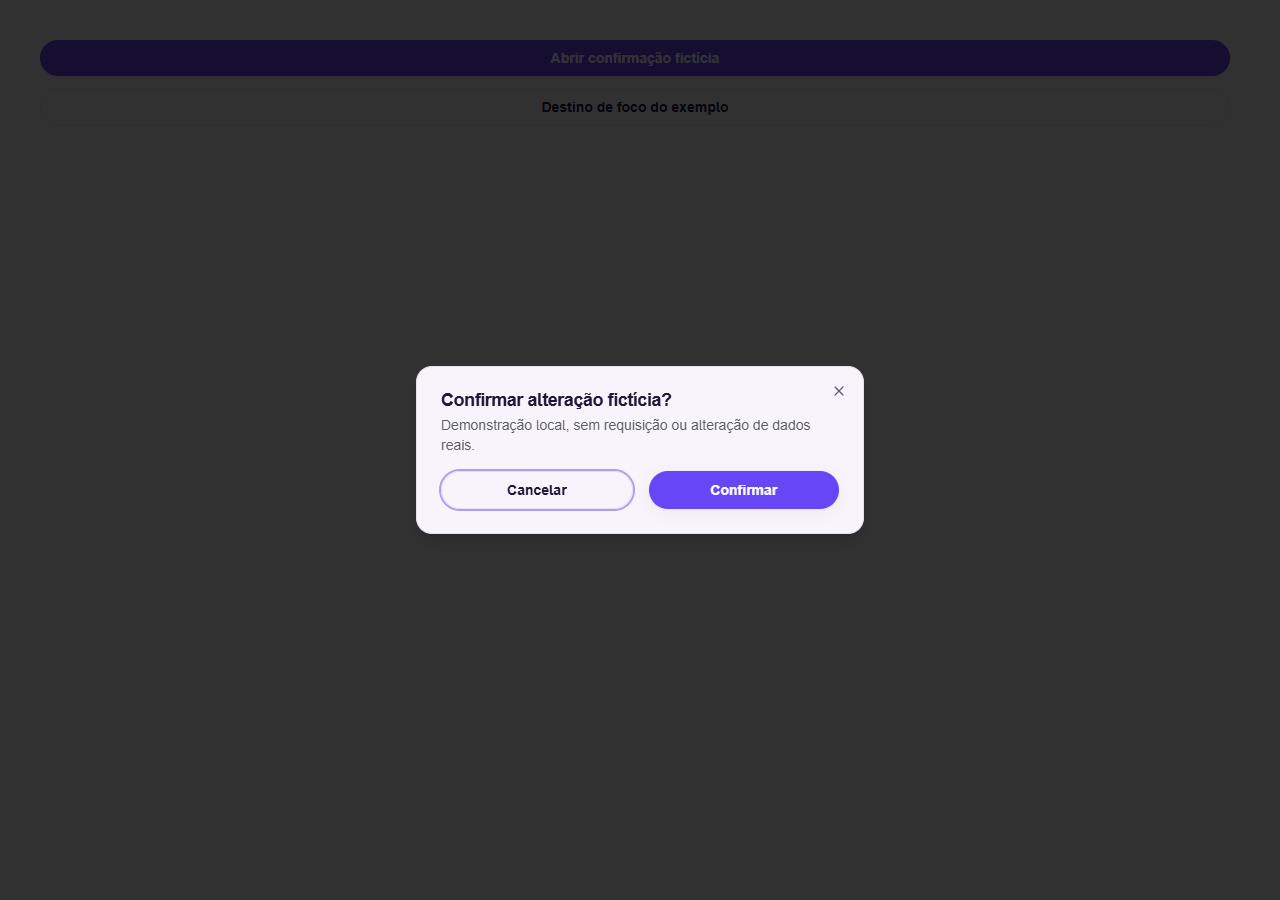 Abrir confirmação fictícia
Destino de foco do exemplo
Confirmar alteração fictícia?
Demonstração local, sem requisição ou alteração de dados
reais.
Cancelar
Confirmar